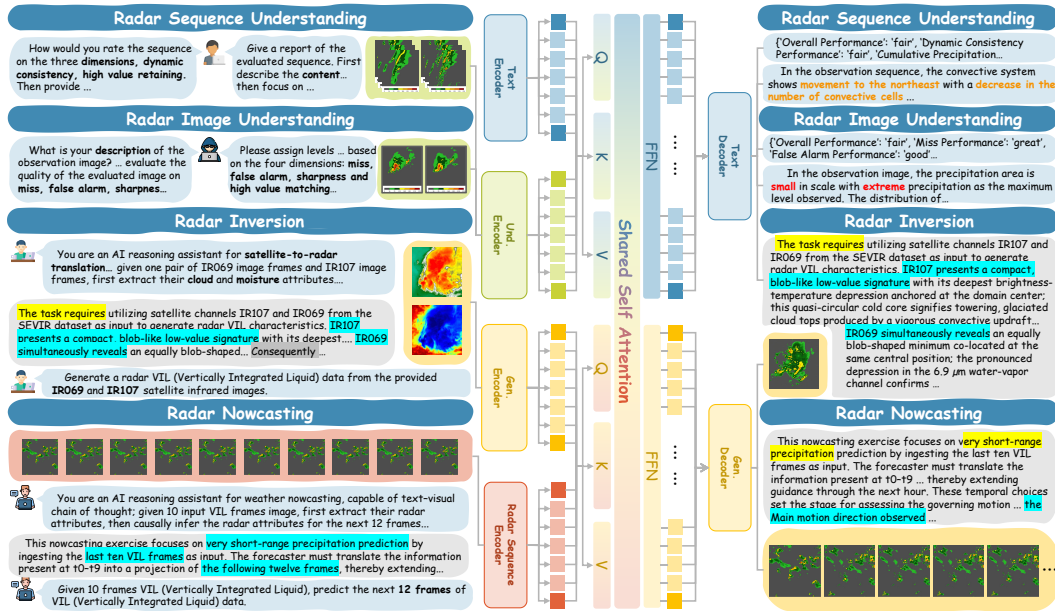 Radar Sequence Understanding
How would you rate the sequence
on the three dimensions, dynamic
consistency, high value retaining.
Then provide ...
Give a report of the
evaluated sequence. First
describe the content...
then focus on ...
Radar Image Understanding
What is your description of the
observation image? ... evaluate the
quality of the evaluated image on
miss, false alarm, sharpnes...
Please assign levels ... based
on the four dimensions: miss,
false alarm, sharpness and
high value matching...
Radar Inversion
You are an AI reasoning assistant for satellite-to-radar
translation... given one pair of IR069 image frames and IR107 image
frames, first extract their cloud and moisture attributes....
The task requires utilizing satellite channels IR107 and IR069 from the
SEVIR dataset as input to generate radar VIL characteristics. IR107
presents a compact, blob-like low-value signature with its deepest.... IR069
simultaneously reveals an equally blob-shaped... Consequently ...
Generate a radar VIL (Vertically Integrated Liquid) data from the provided
IR069 and IR107 satellite infrared images.
Radar Nowcasting
You are an AI reasoning assistant for weather nowcasting, capable of text-visual
chain of thought; given 10 input VIL frames image, first extract their radar
attributes, then causally infer the radar attributes for the next 12 frames...
This nowcasting exercise focuses on very short-range precipitation prediction by
ingesting the last ten VIL frames as input. The forecaster must translate the information
present at t0-t9 into a projection of the following twelve frames, thereby extending...
Given 10 frames VIL (Vertically Integrated Liquid), predict the next 12 frames of
VIL (Vertically Integrated Liquid) data.
Text
Encoder
Und.
Encoder
Gen.
Encoder
Radar Sequence
Encoder
Q
K
V
Q
K
V
Shared Self Attention
FFN
...
FFN
...
Text
Decoder
Gen.
Decoder
Radar Sequence Understanding
{'Overall Performance': 'fair', 'Dynamic Consistency
Performance': 'fair', 'Cumulative Precipitation...
In the observation sequence, the convective system
shows movement to the northeast with a decrease in the
number of convective cells ...
Radar Image Understanding
{'Overall Performance': 'fair', 'Miss Performance': 'great',
'False Alarm Performance': 'good'...
In the observation image, the precipitation area is
small in scale with extreme precipitation as the maximum
level observed. The distribution of...
Radar Inversion
The task requires utilizing satellite channels IR107 and
IR069 from the SEVIR dataset as input to generate
radar VIL characteristics. IR107 presents a compact,
blob-like low-value signature with its deepest brightness-
temperature depression anchored at the domain center;
this quasi-circular cold core signifies towering, glaciated
cloud tops produced by a vigorous convective updraft...
IR069 simultaneously reveals an equally
blob-shaped minimum co-located at the
same central position; the pronounced
depression in the 6.9 µm water-vapor
channel confirms ...
Radar Nowcasting
This nowcasting exercise focuses on very short-range
precipitation prediction by ingesting the last ten VIL
frames as input. The forecaster must translate the
information present at t0-t9 ... thereby extending
guidance through the next hour. These temporal choices
set the stage for assessing the governing motion ... the
Main motion direction observed ...
...